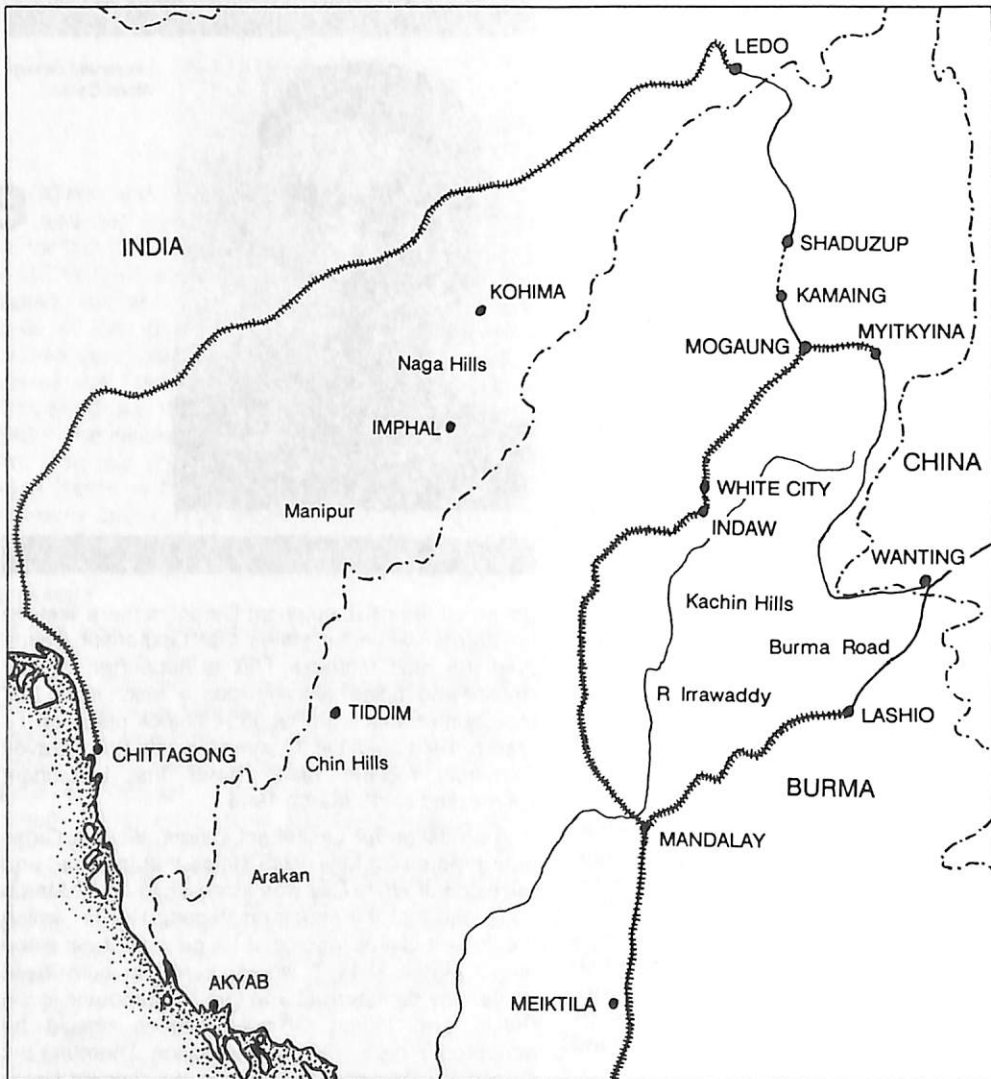 LEDO
INDIA
SHADUZUP
KOHIMA
KAMAING
MOGAUNG
MYITKYINA
Naga Hills
IMPHAL
CHINA
WHITE CITY
Manipur
INDAW
WANTING
Kachin Hills
Burma Road
R Irrawaddy
TIDDIM
LASHIO
CHITTAGONG
Chin Hills
BURMA
MANDALAY
Arakan
AKYAB
MEIKTILA